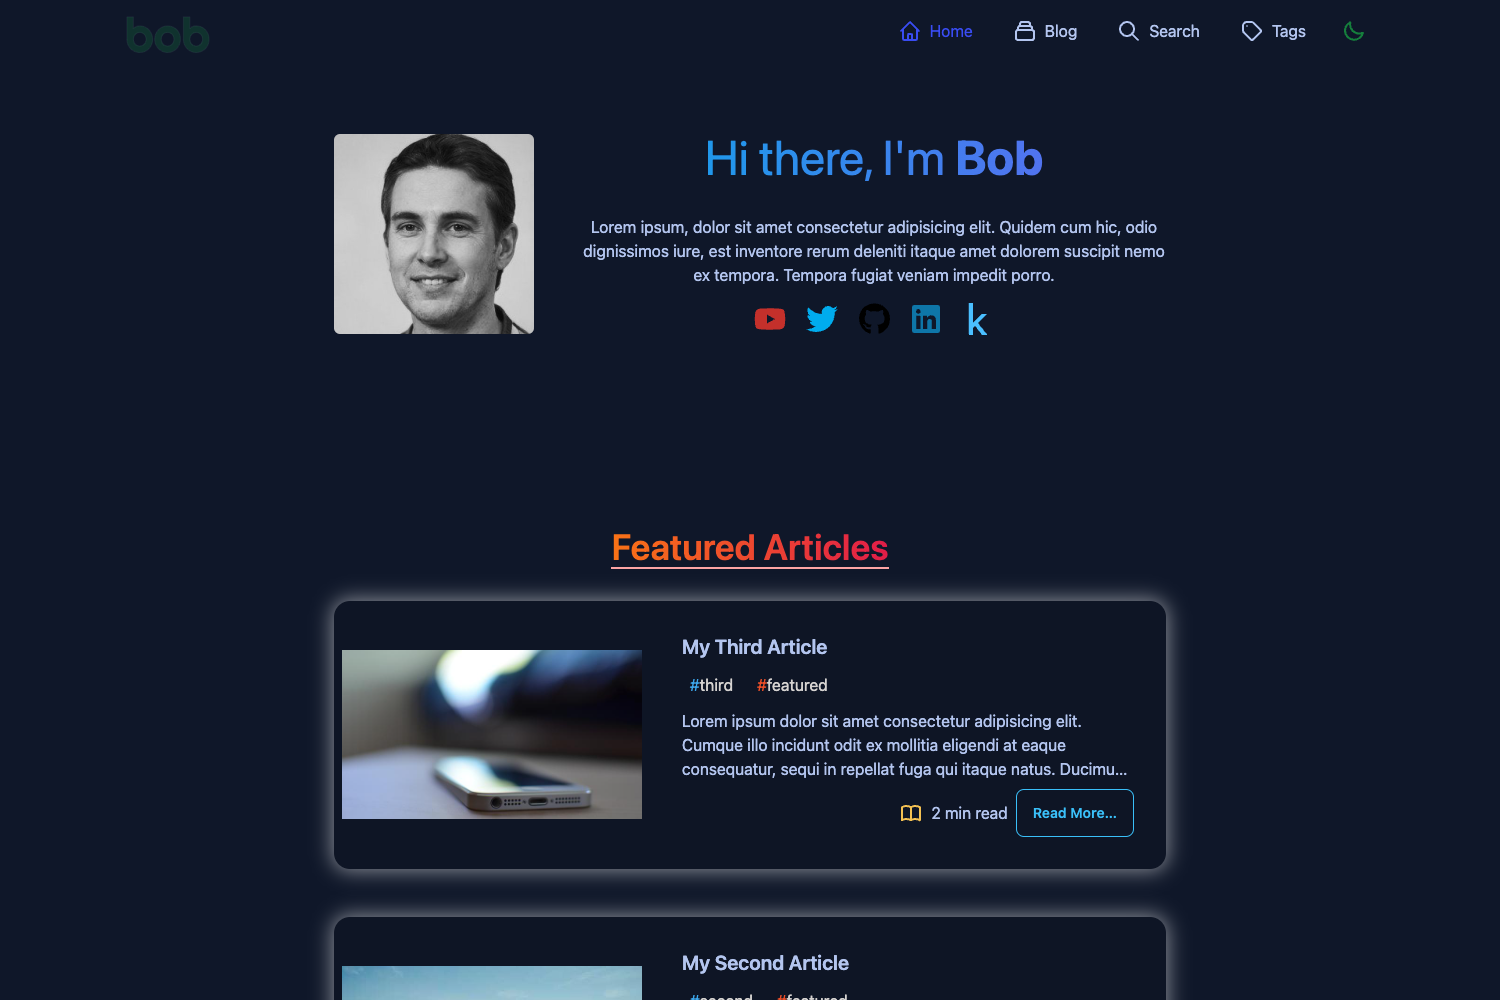 bob
Home
Blog
Search
Tags
Hi there, I'm Bob
Lorem ipsum, dolor sit amet consectetur adipisicing elit. Quidem cum hic, odio
dignissimos iure, est inventore rerum deleniti itaque amet dolorem suscipit nemo
ex tempora. Tempora fugiat veniam impedit porro.
k
Featured Articles
My Third Article
#third #featured
Lorem ipsum dolor sit amet consectetur adipisicing elit.
Cumque illo incidunt odit ex mollitia eligendi at eaque
consequatur, sequi in repellat fuga qui itaque natus. Ducimu...
2 min read
Read More...
My Second Article
#second #featured